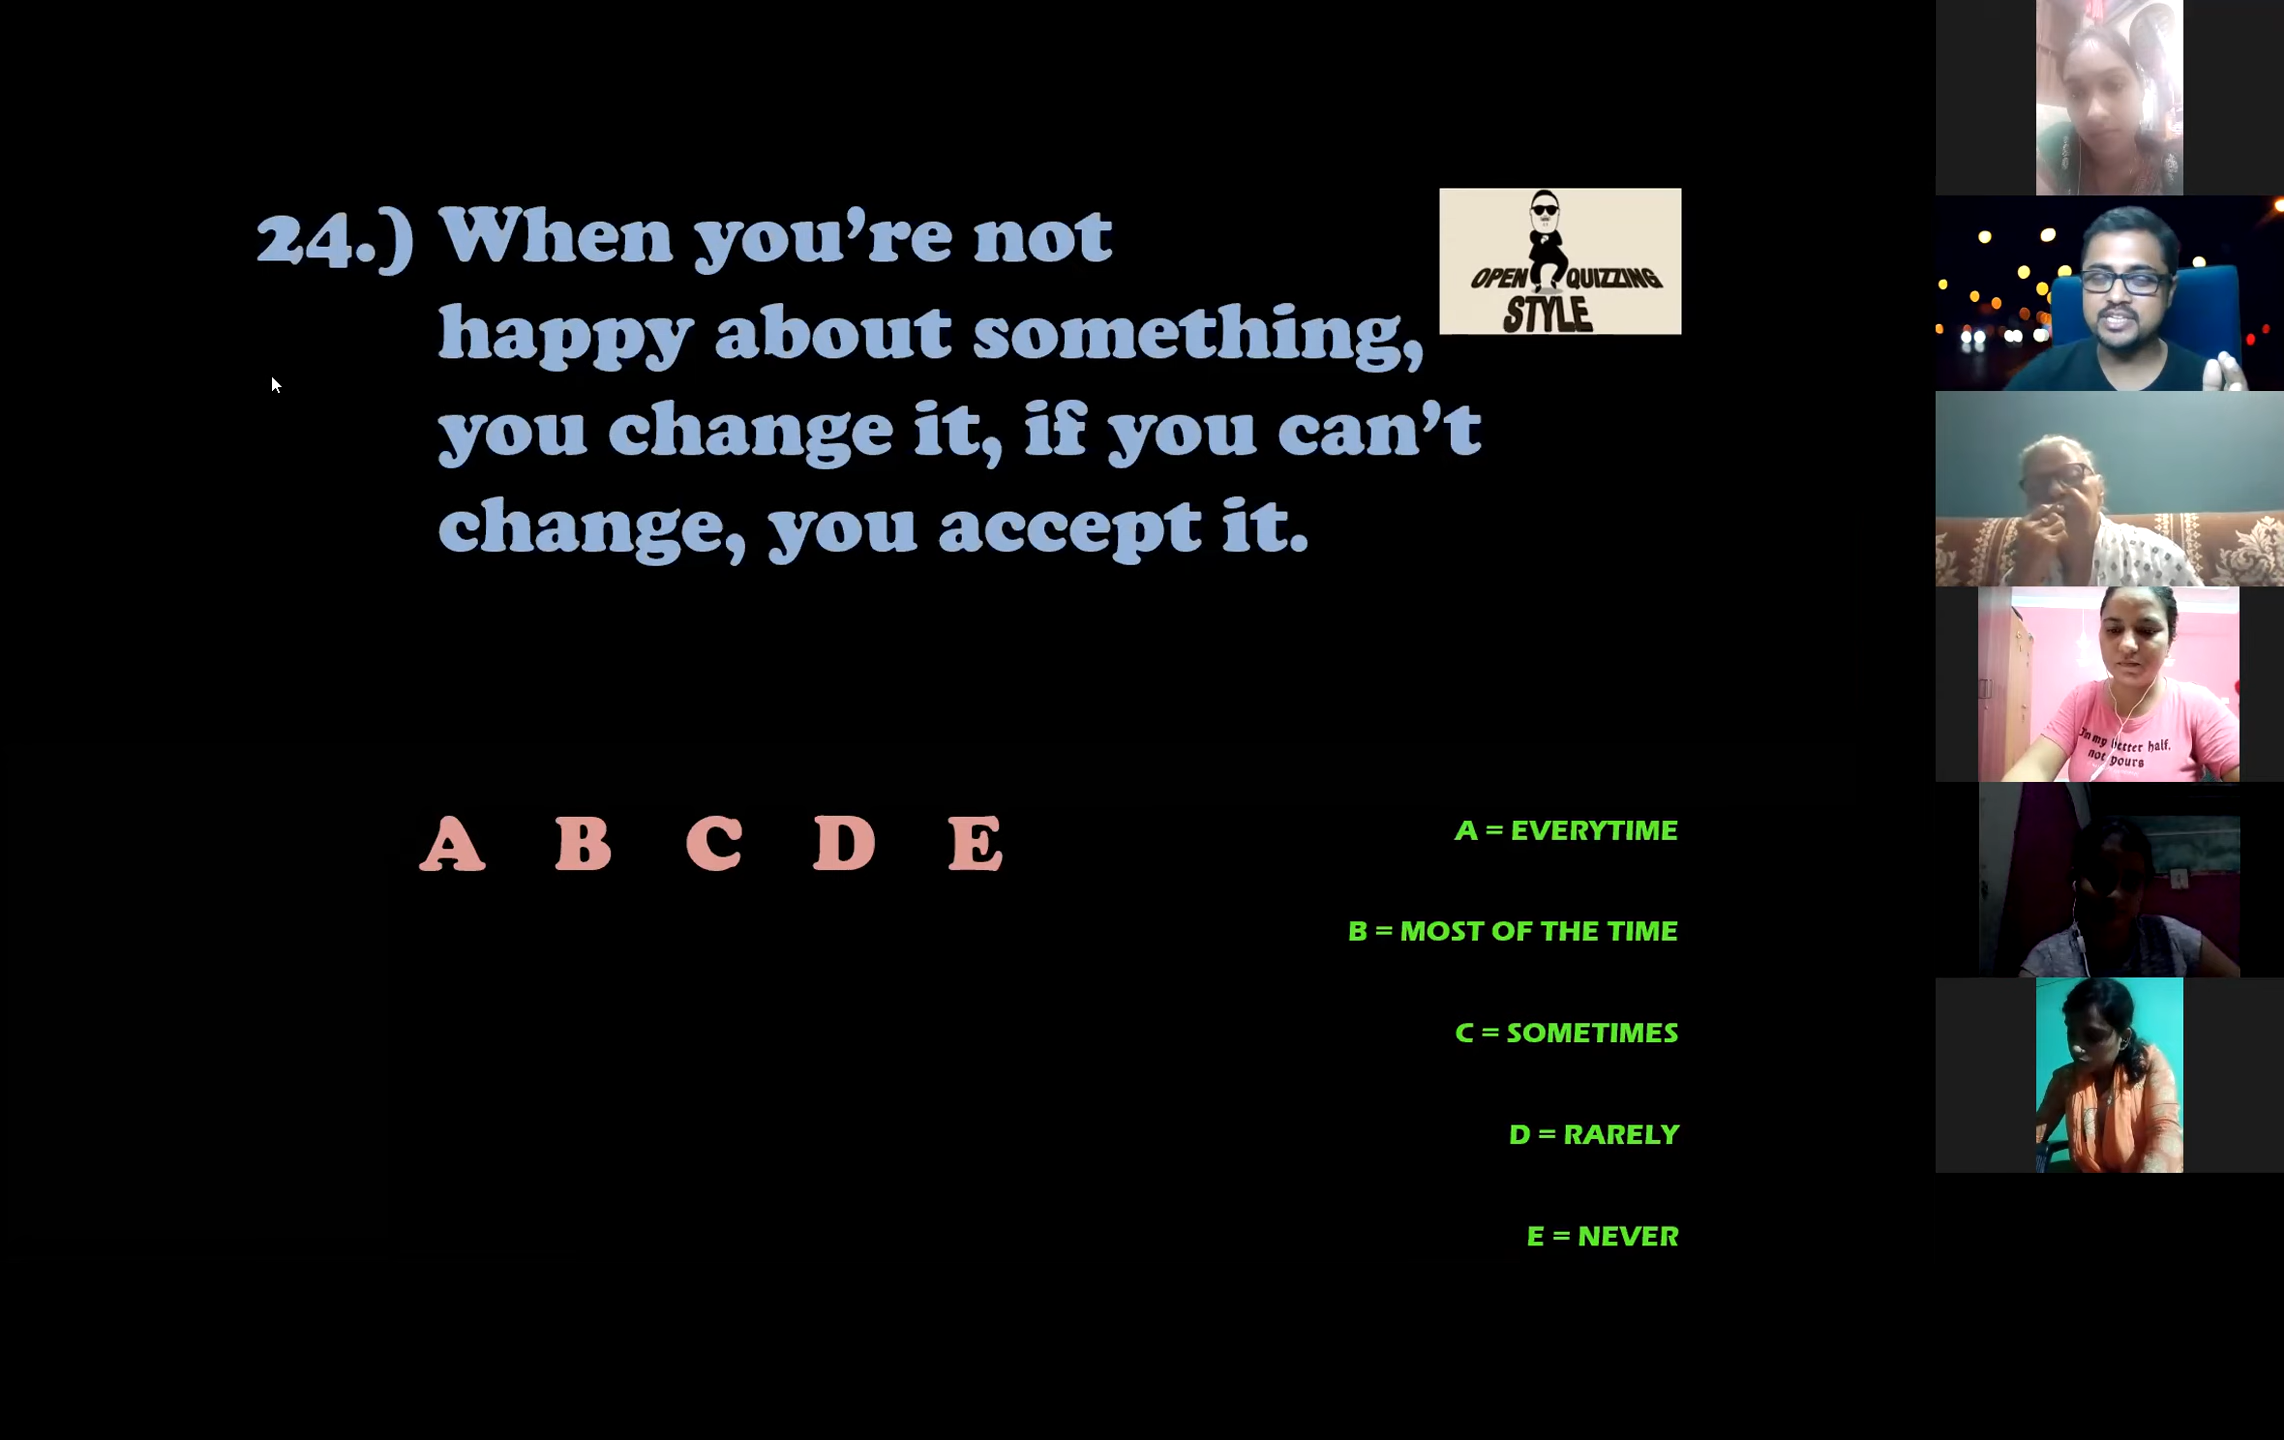 24.) When you're not
happy about something,
you change it, if you can't
change, you accept it.
OPEN QUIZZING
STYLE
A B C D E
A = EVERYTIME
B = MOST OF THE TIME
C = SOMETIMES
D = RARELY
E = NEVER
I'm my better half,
not yours